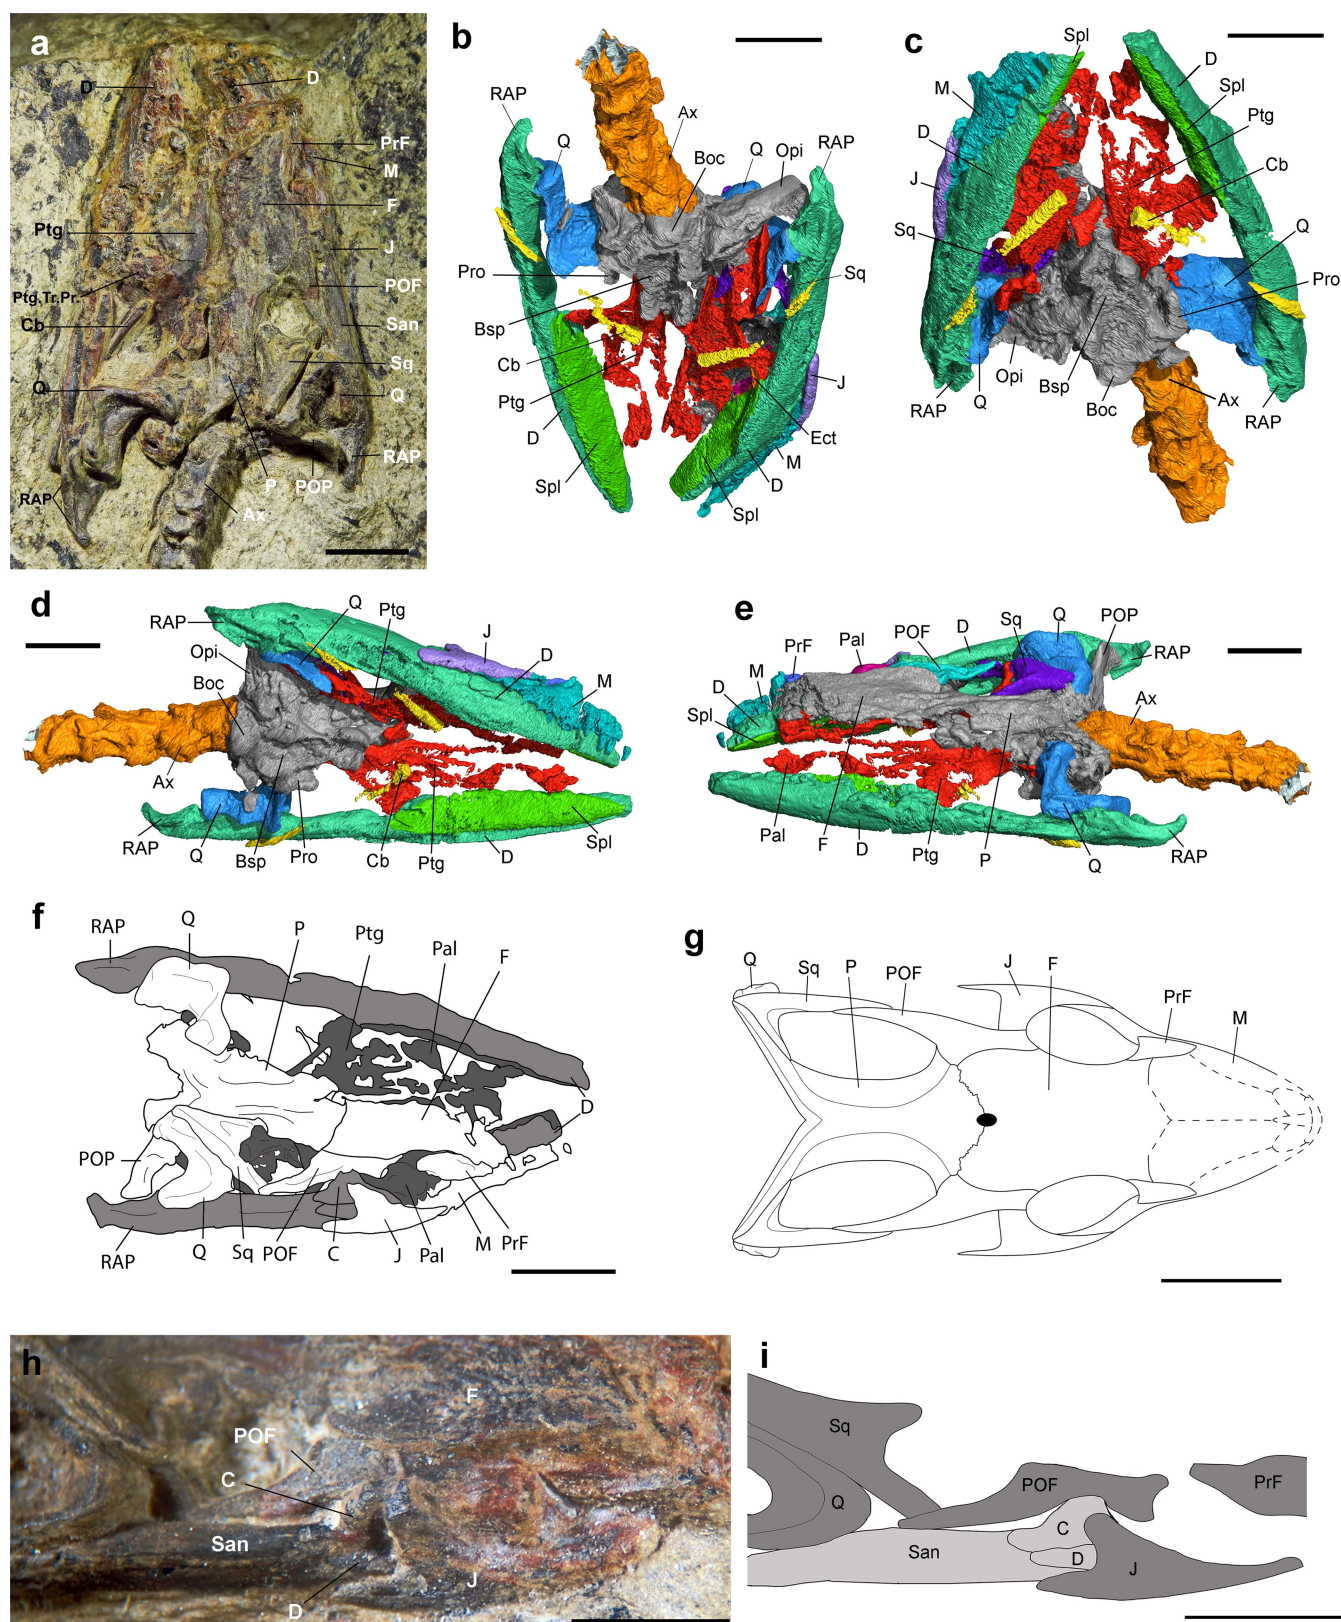 a
D
D
PrF
M
F
Ptg
J
POF
Ptg,Tr.Pr.
Cb
San
Sq
Q
Q
RAP
RAP
P
POP
Ax
b
RAP
Q
Ax
Boc
Q
Opi
RAP
Pro
Sq
Bsp
Cb
Ptg
J
D
Ect
M
Spl
D
Spl
c
Spl
D
M
Spl
Ptg
D
Cb
J
Sq
Q
Pro
Opi
Bsp
RAP
Q
Boc
Ax
RAP
d
Q
Ptg
RAP
J
Opi
D
Boc
M
Ax
RAP
Q
Bsp
Pro
Cb
Ptg
D
Spl
e
Q
POP
Sq
D
POF
Pal
PrF
RAP
M
D
Ax
Spl
Pal
F
D
Ptg
P
Q
RAP
f
RAP
Q
P
Ptg
Pal
F
D
POP
RAP
Q
Sq
POF
C
J
Pal
M
PrF
g
Q
Sq
P
POF
J
F
PrF
M
h
F
POF
C
San
J
D
i
Sq
POF
PrF
Q
C
San
D
J